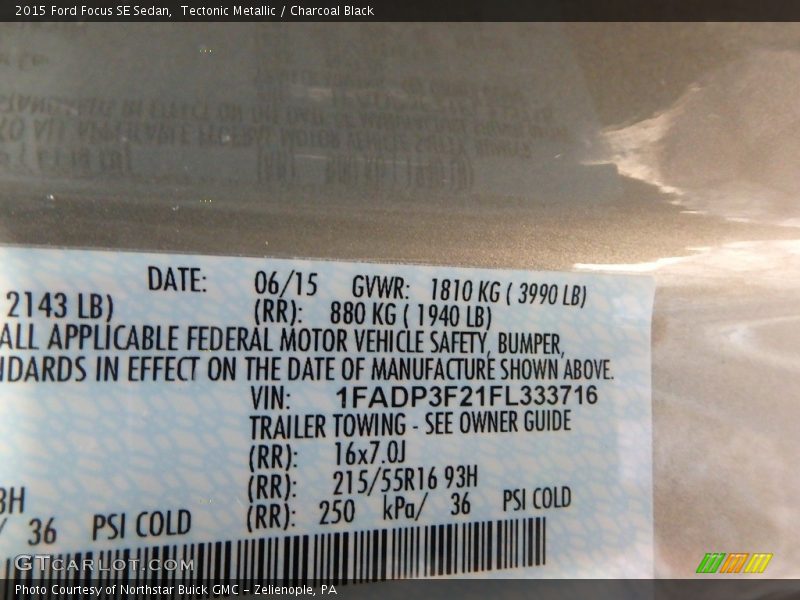 2015 Ford Focus SE Sedan, Tectonic Metallic / Charcoal Black
DATE: 06/15 GVWR: 1810 KG ( 3990 LB)
2143 LB) (RR): 880 KG ( 1940 LB)
ALL APPLICABLE FEDERAL MOTOR VEHICLE SAFETY, BUMPER,
NDARDS IN EFFECT ON THE DATE OF MANUFACTURE SHOWN ABOVE.
VIN: 1FADP3F21FL333716
TRAILER TOWING - SEE OWNER GUIDE
(RR): 16x7.0J
3H (RR): 215/55R16 93H
/ 36 PSI COLD (RR): 250 kPa/ 36 PSI COLD
GTcarlot.com
Photo Courtesy of Northstar Buick GMC - Zelienople, PA